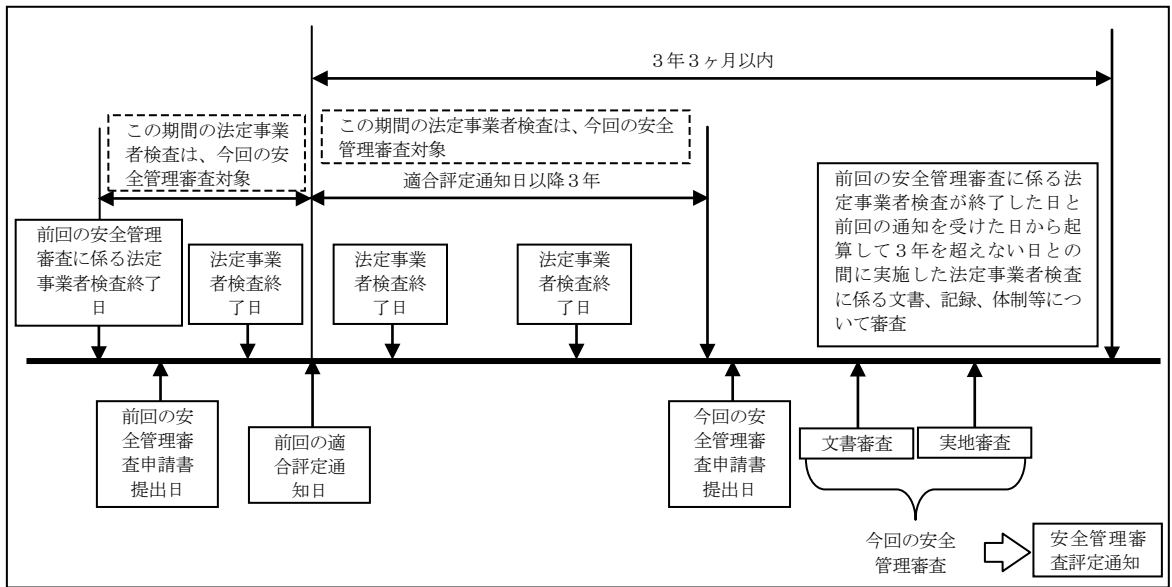 ３年３ヶ月以内
この期間の法定事業
者検査は、今回の安
全管理審査対象
この期間の法定事業者検査は、今回の安全
管理審査対象
適合評定通知日以降３年
前回の安全管理審査に係る法
定事業者検査が終了した日と
前回の通知を受けた日から起
算して３年を超えない日との
間に実施した法定事業者検査
に係る文書、記録、体制等につ
いて審査
前回の安全管理
審査に係る法定
事業者検査終了
日
法定事業
者検査終
了日
法定事業
者検査終
了日
法定事業
者検査終
了日
前回の安
全管理審
査申請書
提出日
前回の適
合評定通
知日
今回の安
全管理審
査申請書
提出日
文書審査
実地審査
今回の安全
管理審査
安全管理審
査評定通知